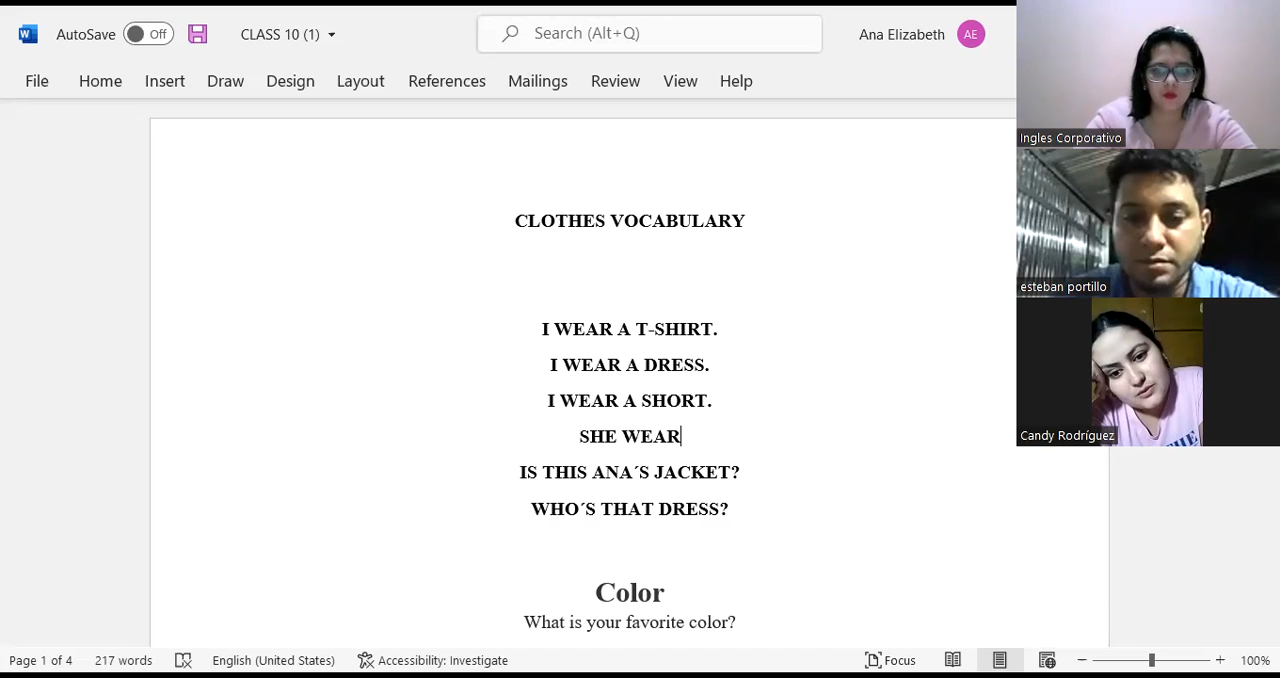 AutoSave Off CLASS 10 (1) Search (Alt+Q) Ana Elizabeth AE
File Home Insert Draw Design Layout References Mailings Review View Help
CLOTHES VOCABULARY
I WEAR A T-SHIRT.
I WEAR A DRESS.
I WEAR A SHORT.
SHE WEAR
IS THIS ANA´S JACKET?
WHO´S THAT DRESS?
Color
What is your favorite color?
Page 1 of 4 217 words English (United States) Accessibility: Investigate Focus 100%
Ingles Corporativo
esteban portillo
Candy Rodríguez